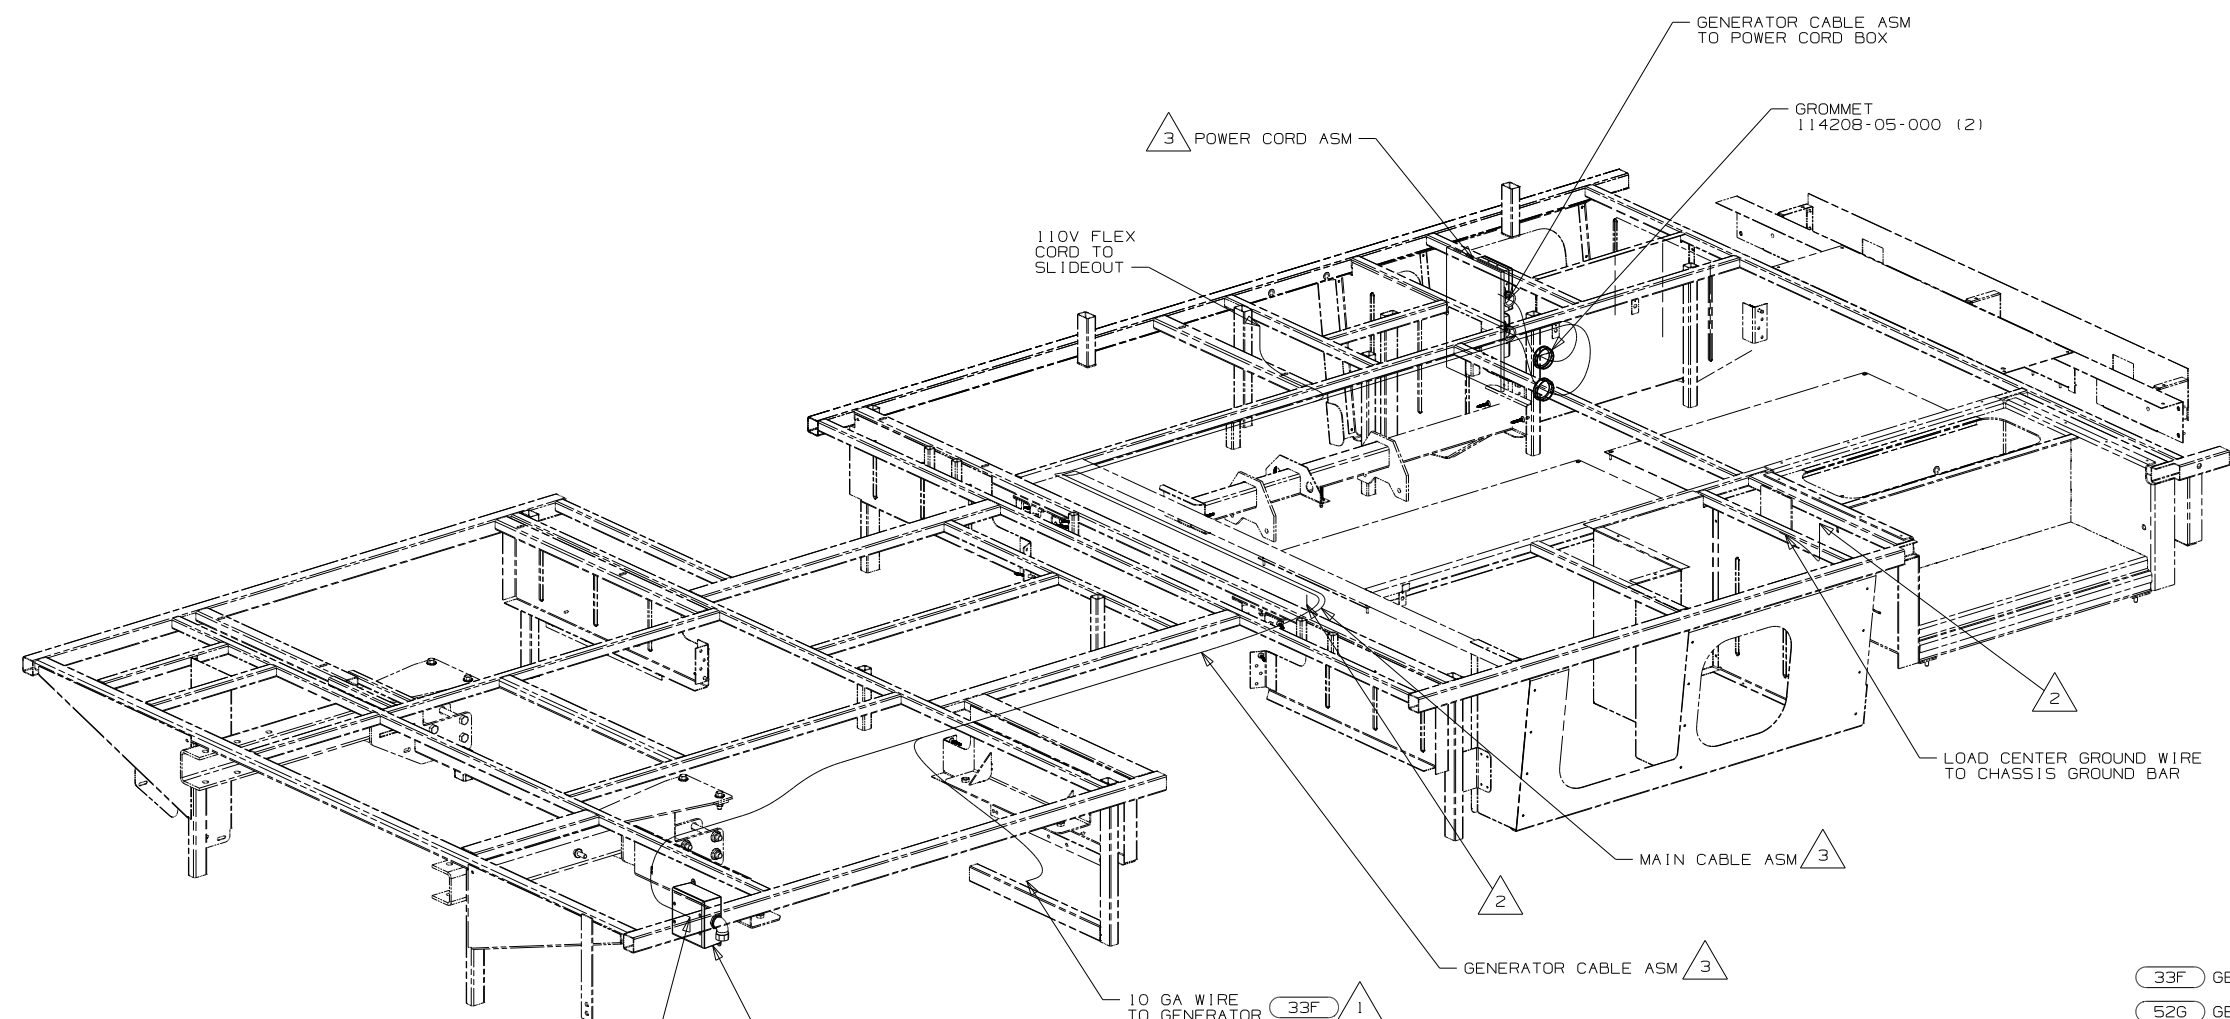 GENERATOR CABLE ASM
TO POWER CORD BOX
GROMMET
114208-05-000 (2)
3 POWER CORD ASM
110V FLEX
CORD TO
SLIDEOUT
2
LOAD CENTER GROUND WIRE
TO CHASSIS GROUND BAR
MAIN CABLE ASM 3
2
GENERATOR CABLE ASM 3
33F GE
10 GA WIRE
TO GENERATOR 33F 1
52G GE